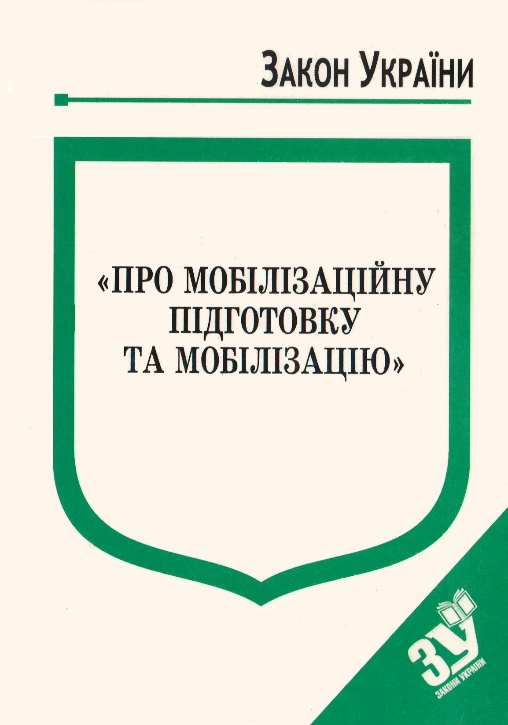 Закон України
«ПРО МОБІЛІЗАЦІЙНУ
ПІДГОТОВКУ
ТА МОБІЛІЗАЦІЮ»
ЗУ
ЗАКОНИ УКРАЇНИ